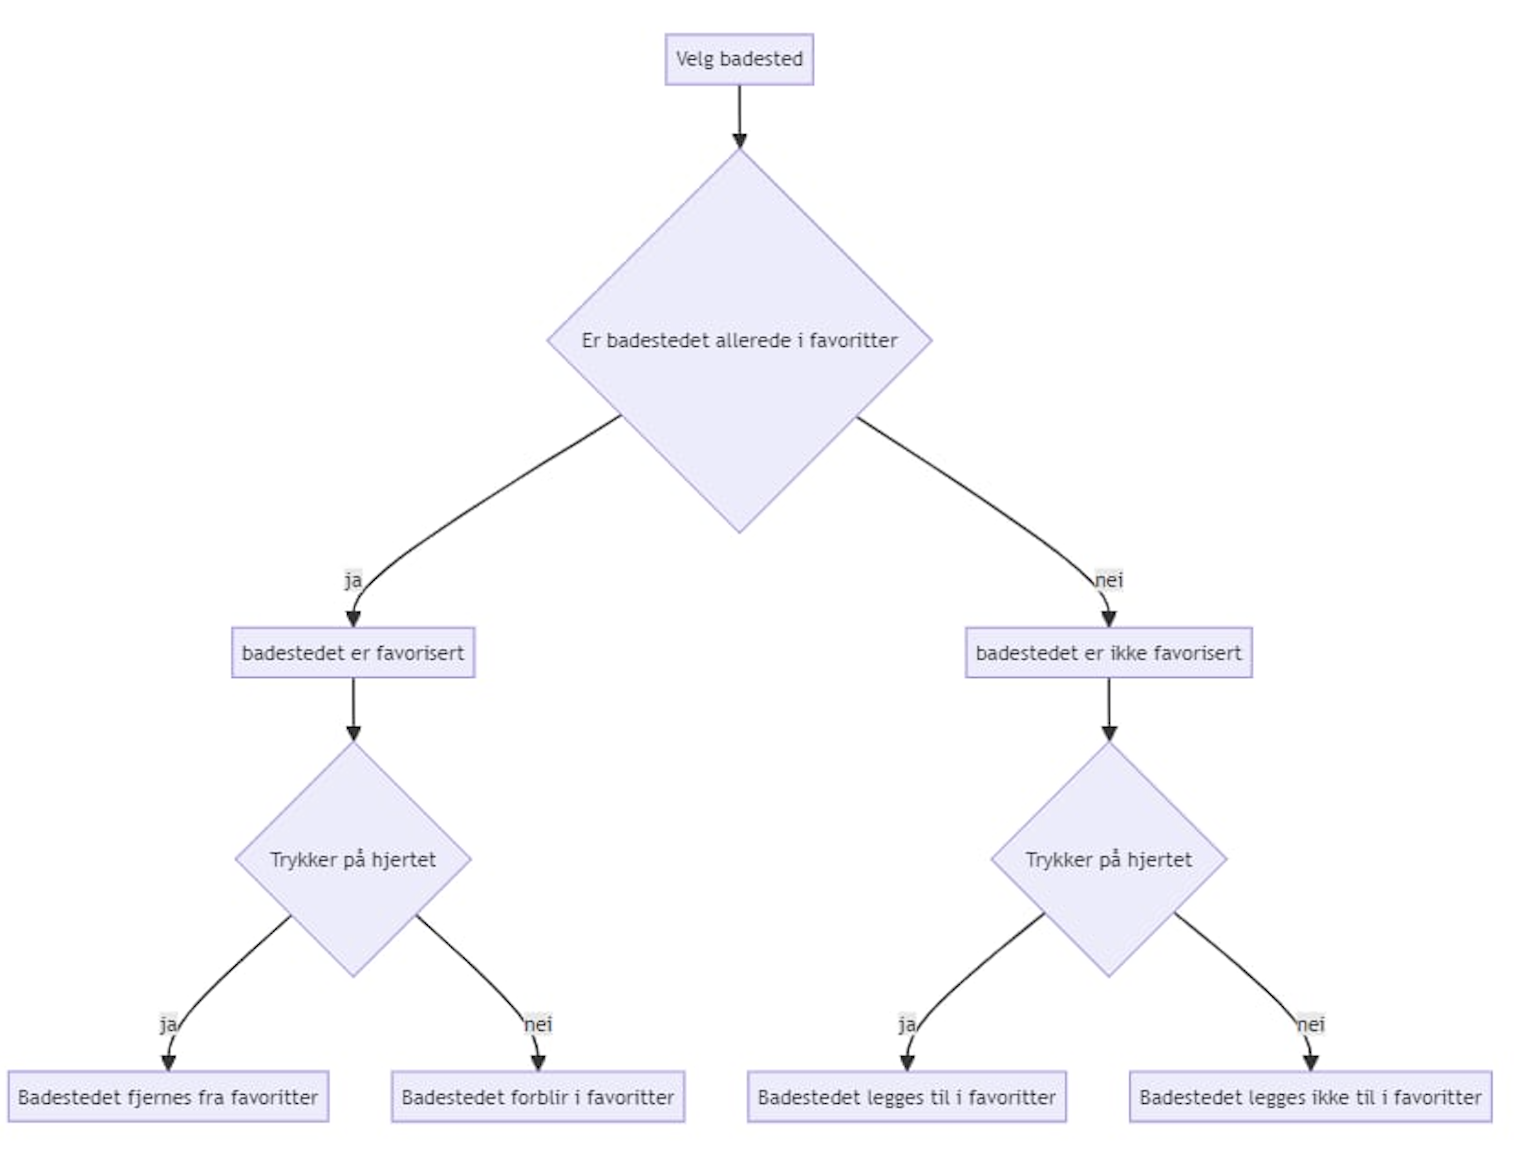 Velg badested
Er badestedet allerede i favoritter
ja
nei
badestedet er favorisert
badestedet er ikke favorisert
Trykker på hjertet
Trykker på hjertet
ja
nei
ja
nei
Badestedet fjernes fra favoritter
Badestedet forblir i favoritter
Badestedet legges til i favoritter
Badestedet legges ikke til i favoritter